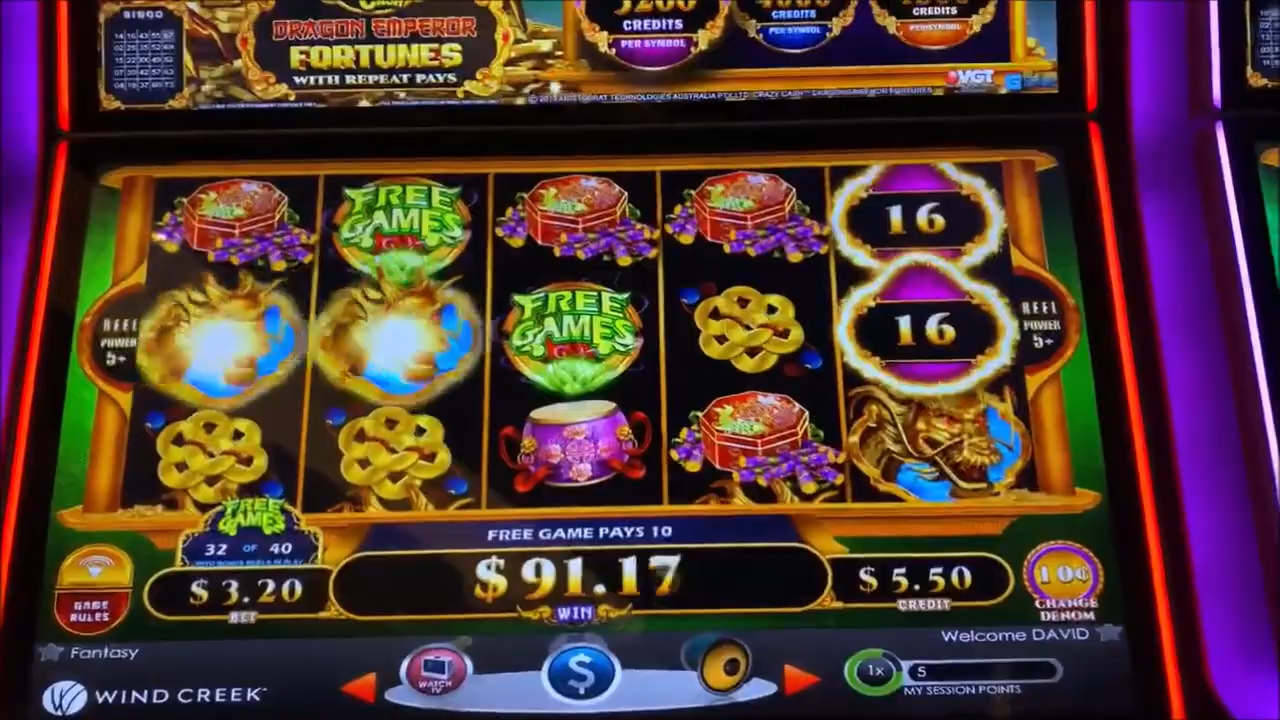 BINGO
DRAGON EMPEROR
FORTUNES
WITH REPEAT PAYS
3200
CREDITS
PER SYMBOL
CREDITS
PER SYMBOL
CREDITS
PER SYMBOL
VGT
FREE
GAMES
16
FREE
GAMES
16
REEL
POWER
5+
REEL
POWER
5+
FREE
GAMES
32 OF 40
FREE GAME PAYS 10
$3.20
BET
$91.17
WIN
$5.50
CREDIT
GAME
RULES
10¢
CHANGE
DENOM
Welcome DAVID
Fantasy
WIND CREEK
WATCH
TV
$
1x
5
MY SESSION POINTS